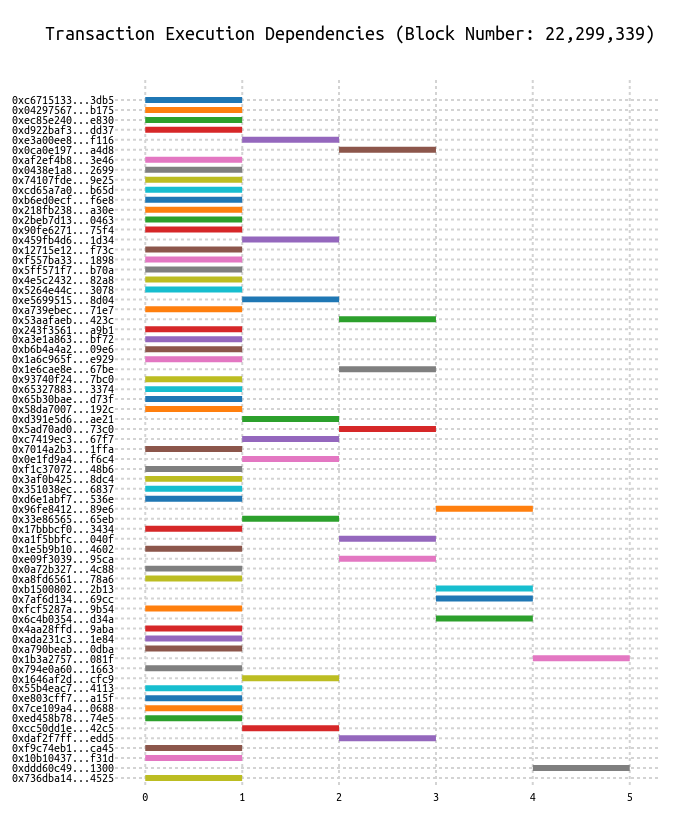 Transaction Execution Dependencies (Block Number: 22,299,339)
0xc6715133...3db5
0x04297567...b175
0xec85e240...e830
0xd922baf3...dd37
0xe3a00ee8...f116
0x0ca0e197...a4d8
0xaf2ef4b8...3e46
0x0438e1a8...2699
0x74107fde...9e25
0xcd65a7a0...b65d
0xb6ed0ecf...f6e8
0x218fb238...a30e
0x2beb7d13...0463
0x90fe6271...75f4
0x459fb4d6...1d34
0x12715e12...f73c
0xf557ba33...1898
0x5ff571f7...b70a
0x4e5c2432...82a8
0x5264e44c...3078
0xe5699515...8d04
0xa739ebec...71e7
0x53aafaeb...423c
0x243f3561...a9b1
0xa3e1a863...bf72
0xb6b4a4a2...09e6
0x1a6c965f...e929
0x1e6cae8e...67be
0x93740f24...7bc0
0x65327883...3374
0x65b30bae...d73f
0x58da7007...192c
0xd391e5d6...ae21
0x5ad70ad0...73c0
0xc7419ec3...67f7
0x7014a2b3...1ffa
0x0e1fd9a4...f6c4
0xf1c37072...48b6
0x3af0b425...8dc4
0x351038ec...6837
0xd6e1abf7...536e
0x96fe8412...89e6
0x33e86565...65eb
0x17bbbcf0...3434
0xa1f5bbfc...040f
0x1e5b9b10...4602
0xe09f3039...95ca
0x0a72b327...4c88
0xa8fd6561...78a6
0xb1500802...2b13
0x7af6d134...69cc
0xfcf5287a...9b54
0x6c4b0354...d34a
0x4aa28ffd...9aba
0xada231c3...1e84
0xa790beab...0dba
0x1b3a2757...081f
0x794e0a60...1663
0x1646af2d...cfc9
0x55b4eac7...4113
0xe803cff7...a15f
0x7ce109a4...0688
0xed458b78...74e5
0xcc50dd1e...42c5
0xdaf2f7ff...edd5
0xf9c74eb1...ca45
0x10b10437...f31d
0xddd60c49...1300
0x736dba14...4525
0 1 2 3 4 5